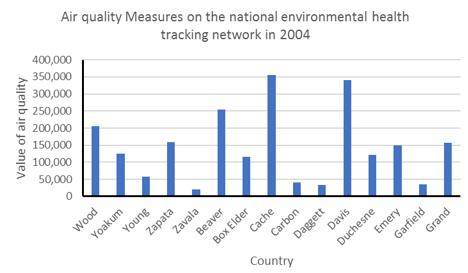 Air quality Measures on the national environmental health
tracking network in 2004
400,000
350,000
300,000
250,000
200,000
150,000
100,000
50,000
0
Value of air quality
Wood
Yoakum
Young
Zapata
Zavala
Beaver
Box Elder
Cache
Carbon
Daggett
Davis
Duchesne
Emery
Garfield
Grand
Country